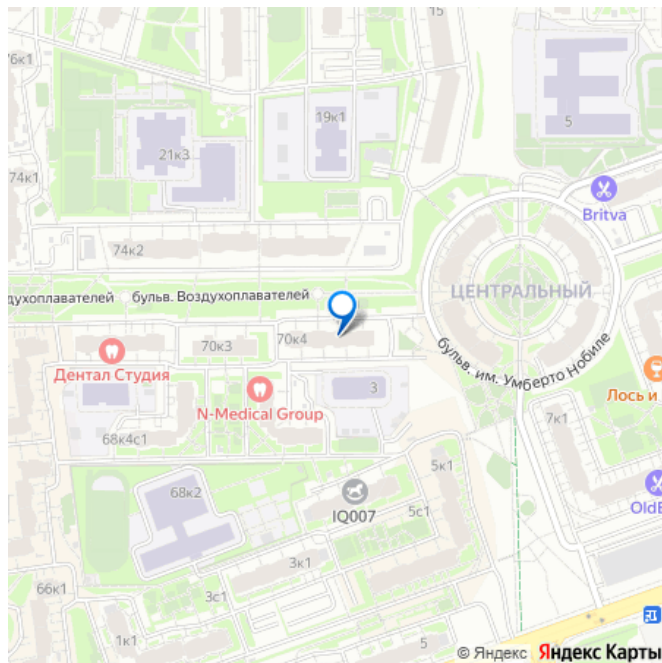 15
76к1
19к1
5
21к3
74к1
Britva
74к2
ЦЕНТРАЛЬНЫЙ
духоплавателей
бульв. Воздухоплавателей
70к3
70к4
бульв. им. Умберто Нобиле
Дентал Студия
3
Лось и
N-Medical Group
7к1
68к4с1
5к1
68к2
IQ007
5с1
OldB
3к1
66к1
3с1
1к1
5
© Яндекс Яндекс Карты